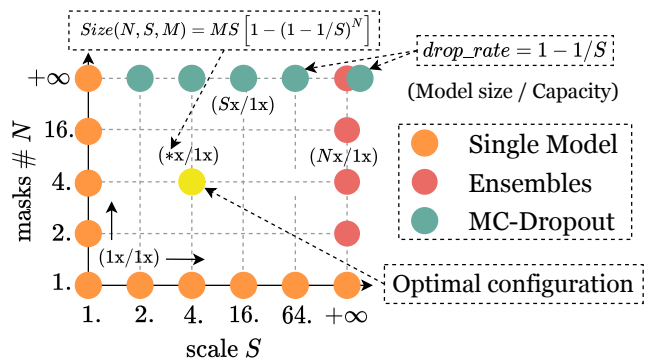 Size(N, S, M) = MS [1 − (1 − 1/S)^N]
drop_rate = 1 − 1/S
(Model size / Capacity)
+∞
(Sx/1x)
16.
(*x/1x)
(Nx/1x)
Single Model
4.
Ensembles
2.
MC-Dropout
(1x/1x)
1.
Optimal configuration
masks # N
1. 2. 4. 16. 64. +∞
scale S